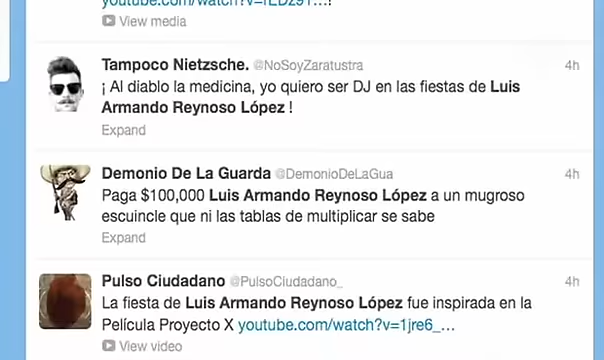 View media
Tampoco Nietzsche. @NoSoyZaratustra 4h
¡ Al diablo la medicina, yo quiero ser DJ en las fiestas de Luis
Armando Reynoso López !
Expand
Demonio De La Guarda @DemonioDeLaGua 4h
Paga $100,000 Luis Armando Reynoso López a un mugroso
escuincle que ni las tablas de multiplicar se sabe
Expand
Pulso Ciudadano @PulsoCiudadano_ 4h
La fiesta de Luis Armando Reynoso López fue inspirada en la
Película Proyecto X youtube.com/watch?v=1jre6_...
View video